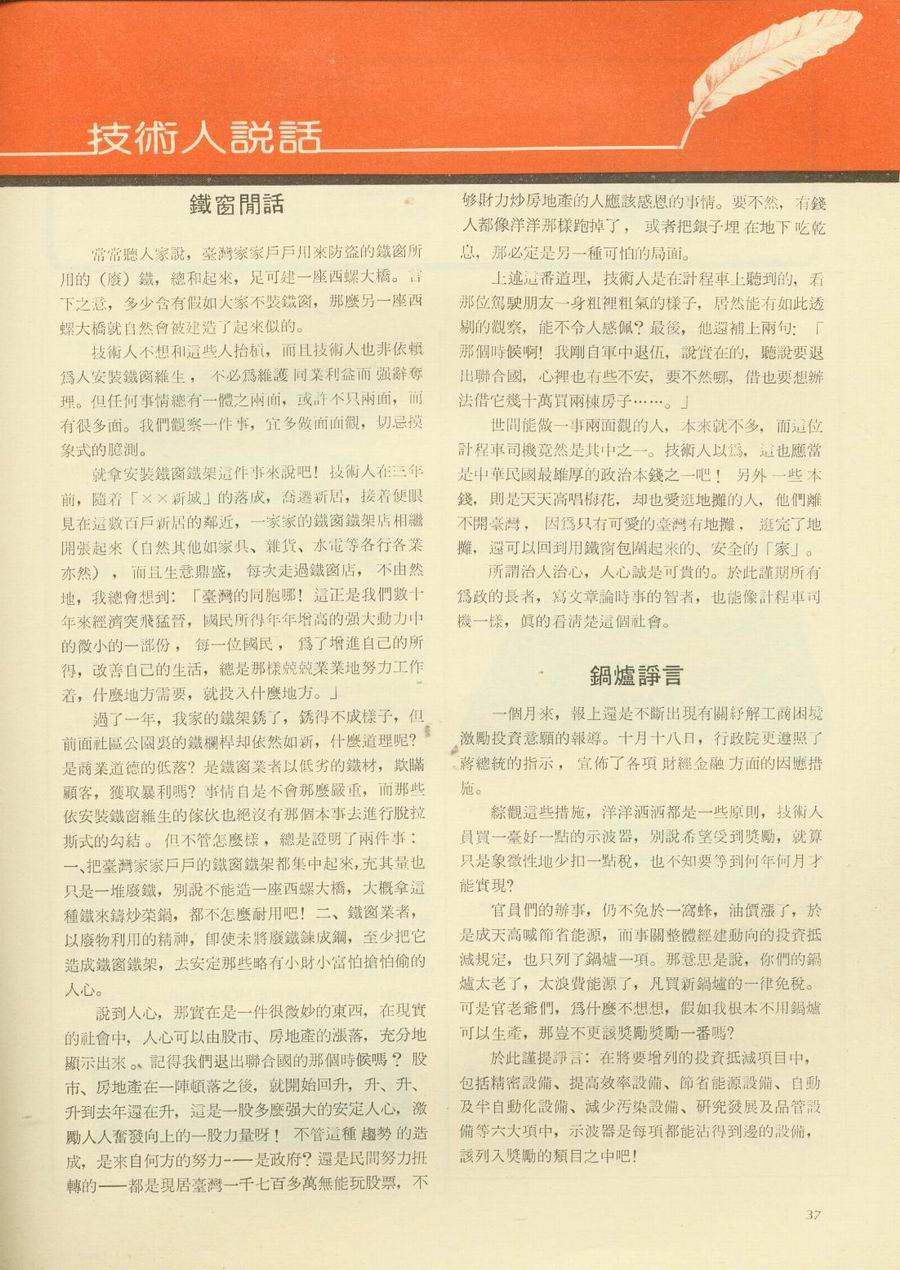 技術人説話
鐵窗閒話
常常聽人家說，臺灣家家戶戶用來防盜的鐵窗所
用的（廢）鐵，總和起來，足可建一座西螺大橋。言
下之意，多少含有假如大家不裝鐵窗，那麼另一座西
螺大橋就自然會被建造了起來似的。
技術人不想和這些人抬槓，而且技術人也非依賴
爲人安裝鐵窗維生， 不必爲維護同業利益而強辭奪
理。但任何事情總有一體之兩面，或許不只兩面，而
有很多面。我們觀察一件事，宜多做面面觀，切忌摸
象式的臆測。
就拿安裝鐵窗鐵架這件事來說吧！技術人在三年
前，隨着「××新城」的落成，喬遷新居，接着便眼
見在這數百戶新居的鄰近，一家家的鐵窗鐵架店相繼
開張起來（自然其他如家具、雜貨、水電等各行各業
亦然）， 而且生意鼎盛， 每次走過鐵窗店， 不由然
地，我總會想到：「臺灣的同胞哪！這正是我們數十
年來經濟突飛猛晉，國民所得年年增高的强大動力中
的微小的一部份， 每一位國民， 爲了增進自己的所
得，改善自己的生活，總是那樣兢兢業業地努力工作
着，什麼地方需要，就投入什麼地方。」
過了一年，我家的鐵架銹了，銹得不成樣子，但
前面社區公園裏的鐵欄桿却依然如新，什麼道理呢？
是商業道德的低落？是鐵窗業者以低劣的鐵材，欺瞞
顧客，獲取暴利嗎？事情自是不會那麼嚴重，而那些
依安裝鐵窗維生的傢伙也絕沒有那個本事去進行脫拉
斯式的勾結。 但不管怎麼樣，總是證明了兩件事：
一、把臺灣家家戶戶的鐵窗鐵架都集中起來，充其量也
只是一堆廢鐵，別說不能造一座西螺大橋，大概拿這
種鐵來鑄炒菜鍋，都不怎麼耐用吧！二、鐵窗業者，
以廢物利用的精神，卽使未將廢鐵鍊成鋼，至少把它
造成鐵窗鐵架，去安定那些略有小財小富怕搶怕偷的
人心。
說到人心，那實在是一件很微妙的東西，在現實
的社會中，人心可以由股市、房地產的漲落，充分地
顯示出來。記得我們退出聯合國的那個時候嗎？股
市、房地產在一陣頓落之後，就開始回升，升、升、
升到去年還在升，這是一股多麼强大的安定人心，激
勵人人奮發向上的一股力量呀！ 不管這種趨勢的造
成，是來自何方的努力——是政府？還是民間努力扭
轉的——都是現居臺灣一千七百多萬無能玩股票，不
够財力炒房地產的人應該感恩的事情。要不然，有錢
人都像洋洋那樣跑掉了， 或者把銀子埋在地下吃乾
息，那必定是另一種可怕的局面。
上述這番道理，技術人是在計程車上聽到的，看
那位駕駛朋友一身粗裡粗氣的樣子，居然能有如此透
剔的觀察，能不令人感佩？最後，他還補上兩句：「
那個時候啊！我剛自軍中退伍，說實在的，聽說要退
出聯合國，心裡也有些不安，要不然哪，借也要想辦
法借它幾十萬買兩棟房子……。」
世間能做一事兩面觀的人，本來就不多，而這位
計程車司機竟然是其中之一。技術人以爲，這也應當
是中華民國最雄厚的政治本錢之一吧！ 另外一些本
錢，則是天天高唱梅花，却也愛逛地攤的人，他們離
不開臺灣， 因爲只有可愛的臺灣有地攤， 逛完了地
攤，還可以回到用鐵窗包圍起來的、安全的「家」。
所謂治人治心，人心誠是可貴的。於此謹期所有
爲政的長者，寫文章論時事的智者，也能像計程車司
機一樣，眞的看清楚這個社會。
鍋爐諍言
一個月來，報上還是不斷出現有關紓解工商困境
激勵投資意願的報導。十月十八日，行政院更遵照了
蔣總統的指示， 宣佈了各項財經金融方面的因應措
施。
綜觀這些措施，洋洋洒洒都是一些原則，技術人
員買一臺好一點的示波器，別說希望受到獎勵，就算
只是象徵性地少扣一點稅，也不知要等到何年何月才
能實現？
官員們的辦事，仍不免於一窩蜂，油價漲了，於
是成天高喊節省能源，而事關整體經建動向的投資抵
減規定，也只列了鍋爐一項。那意思是說，你們的鍋
爐太老了，太浪費能源了，凡買新鍋爐的一律免稅。
可是官老爺們，爲什麼不想想，假如我根本不用鍋爐
可以生產，那豈不更該獎勵獎勵一番嗎？
於此謹提諍言：在將要增列的投資抵減項目中，
包括精密設備、提高效率設備、節省能源設備、自動
及半自動化設備、減少污染設備、研究發展及品管設
備等六大項中，示波器是每項都能沾得到邊的設備，
該列入獎勵的類目之中吧！
37